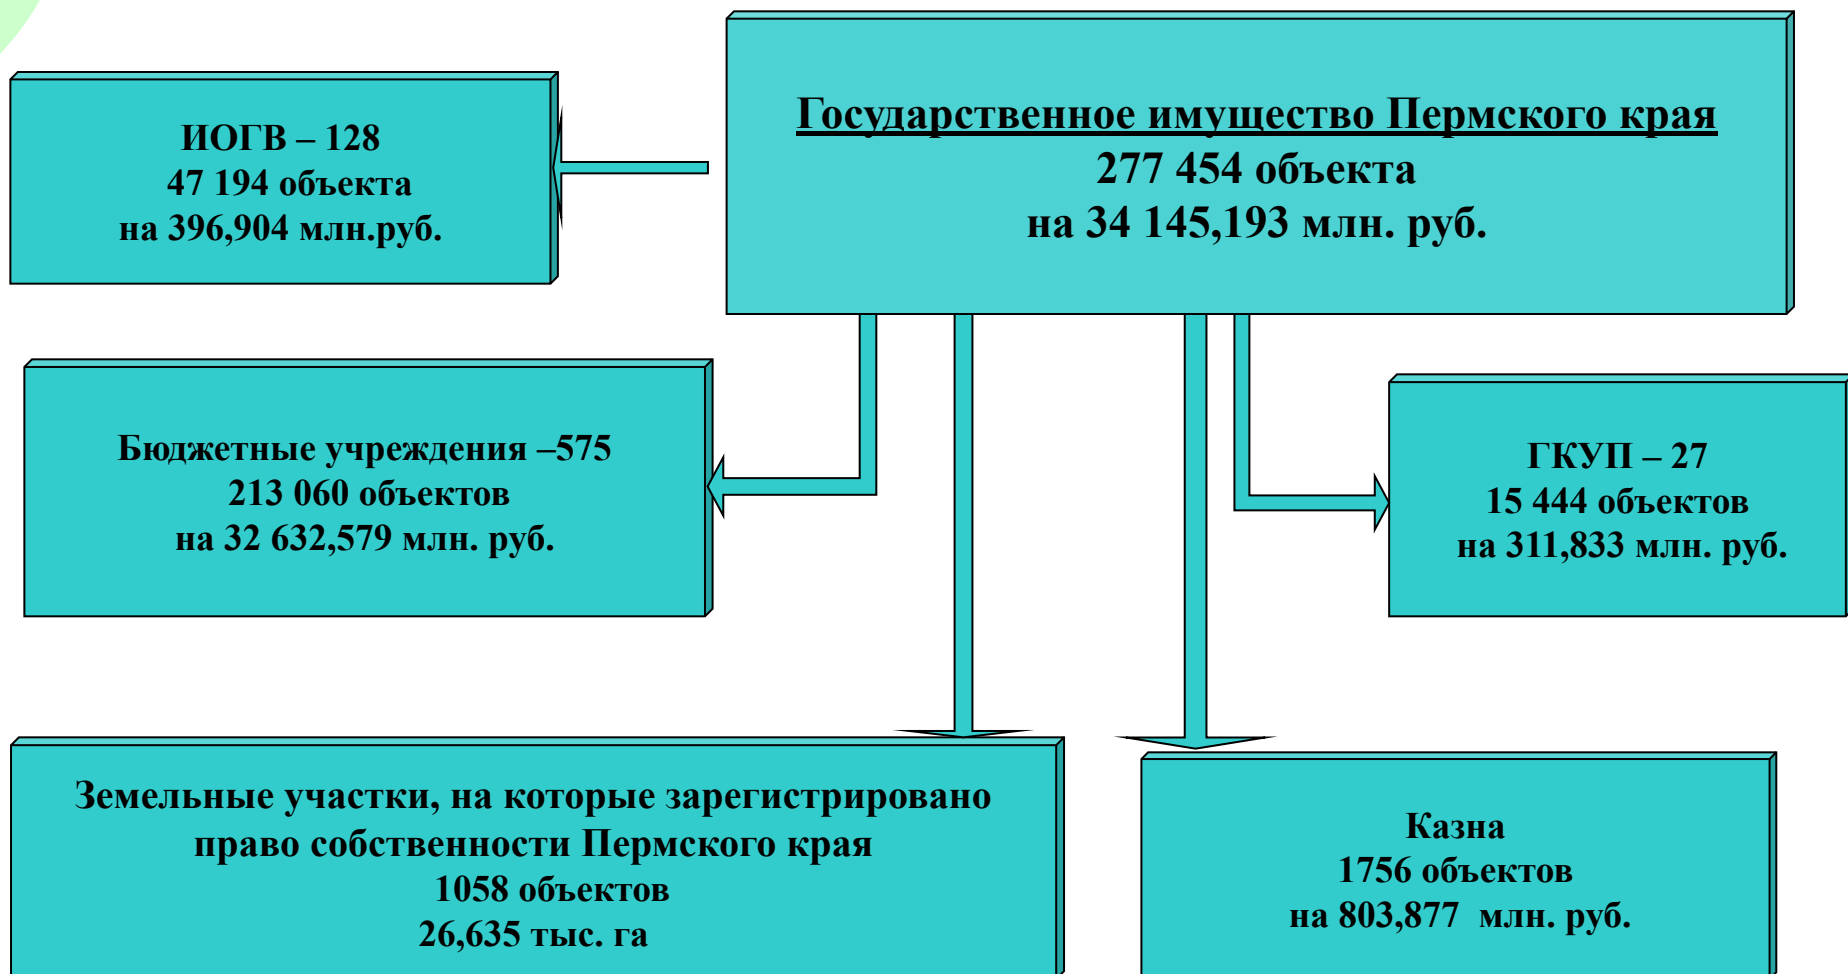 Государственное имущество Пермского края
277 454 объекта
на 34 145,193 млн. руб.
ИОГВ – 128
47 194 объекта
на 396,904 млн.руб.
Бюджетные учреждения –575
213 060 объектов
на 32 632,579 млн. руб.
ГКУП – 27
15 444 объектов
на 311,833 млн. руб.
Земельные участки, на которые зарегистрировано
право собственности Пермского края
1058 объектов
26,635 тыс. га
Казна
1756 объектов
на 803,877 млн. руб.